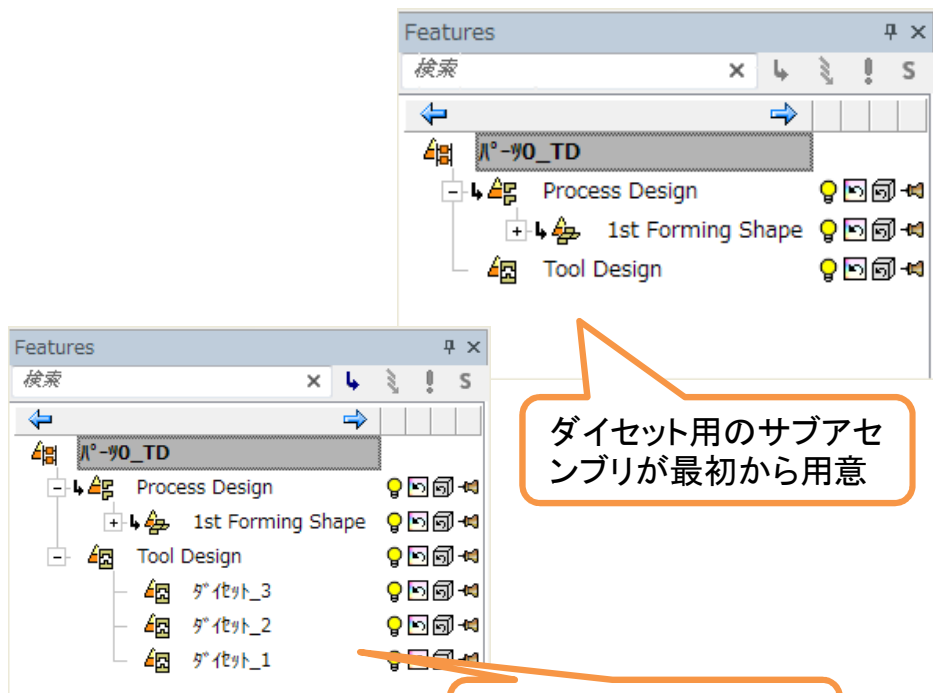 Features
検索
S
ﾊﾟｰﾂ0_TD
Process Design
1st Forming Shape
Tool Design
ダイセット用のサブアセ
ンブリが最初から用意
Features
検索
S
ﾊﾟｰﾂ0_TD
Process Design
1st Forming Shape
Tool Design
ﾀﾞｲｾｯﾄ_3
ﾀﾞｲｾｯﾄ_2
ﾀﾞｲｾｯﾄ_1